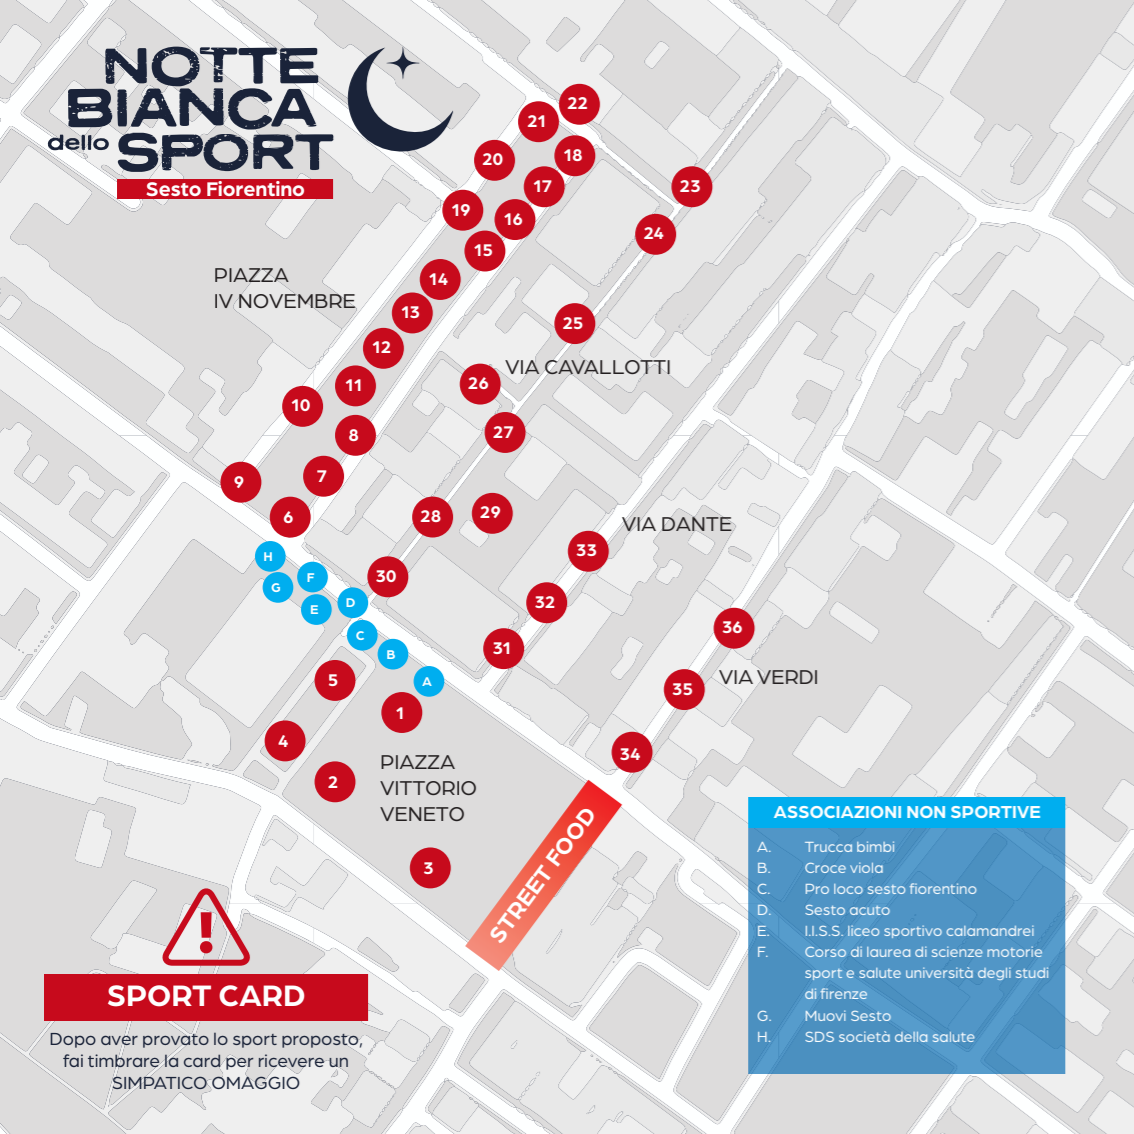 NOTTE
BIANCA
dello SPORT
Sesto Fiorentino
22
21
18
20
17
23
19
16
24
15
14
PIAZZA
IV NOVEMBRE
13
25
12
VIA CAVALLOTTI
11
26
10
8
27
7
9
6
28
29
VIA DANTE
33
H
F
30
G
E
D
32
C
B
31
36
A
5
35
VIA VERDI
1
4
34
2
PIAZZA
VITTORIO
VENETO
3
STREET FOOD
ASSOCIAZIONI NON SPORTIVE
A. Trucca bimbi
B. Croce viola
C. Pro loco sesto fiorentino
D. Sesto acuto
E. I.I.S.S. liceo sportivo calamandrei
F. Corso di laurea di scienze motorie
sport e salute università degli studi
di firenze
G. Muovi Sesto
H. SDS società della salute
!
SPORT CARD
Dopo aver provato lo sport proposto,
fai timbrare la card per ricevere un
SIMPATICO OMAGGIO